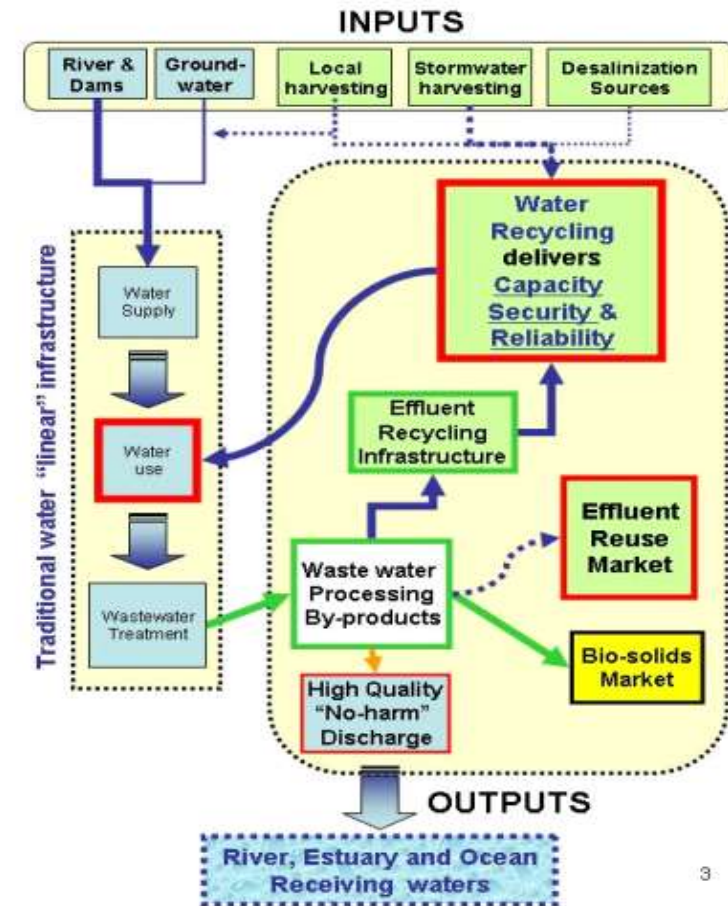 INPUTS
River &
Dams
Ground-
water
Local
harvesting
Stormwater
harvesting
Desalinization
Sources
Traditional water “linear” infrastructure
Water
Supply
Water
use
Wastewater
Treatment
Water
Recycling
delivers
Capacity
Security &
Reliability
Effluent
Recycling
Infrastructure
Waste water
Processing
By-products
Effluent
Reuse
Market
Bio-solids
Market
High Quality
“No-harm”
Discharge
OUTPUTS
River, Estuary and Ocean
Receiving waters
3